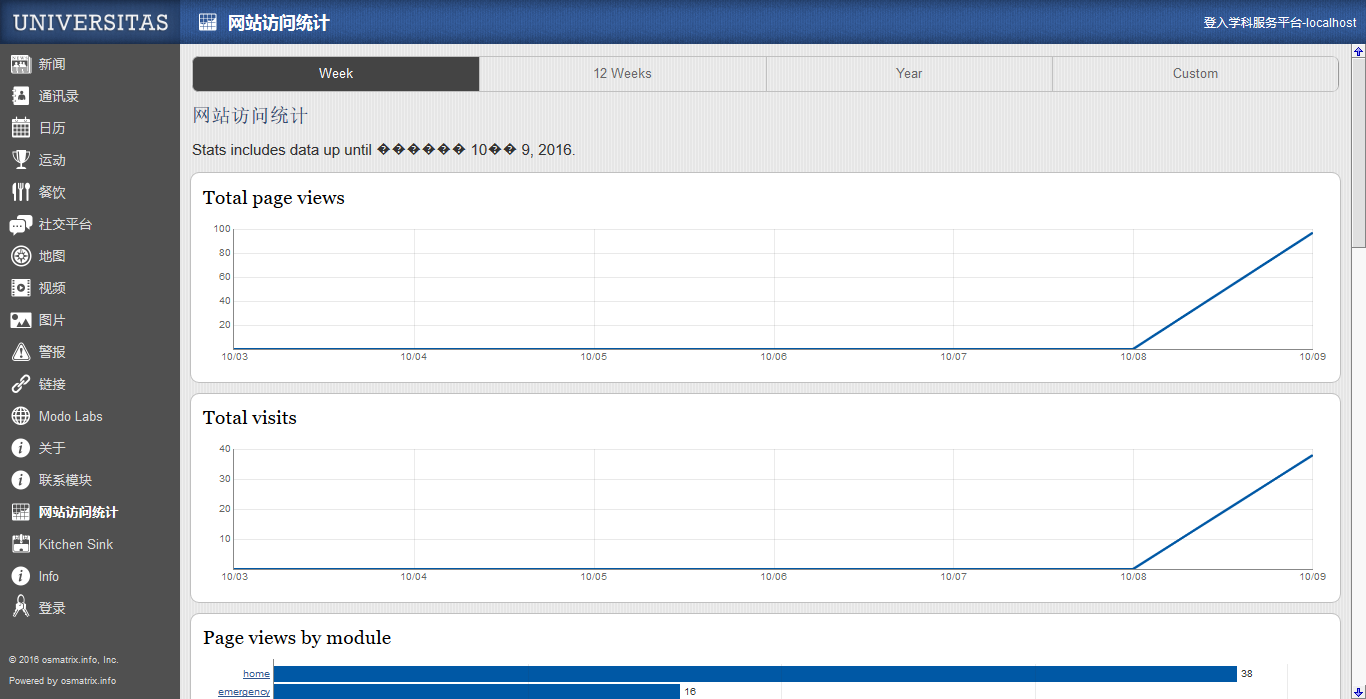 UNIVERSITAS
网站访问统计
登入学科服务平台-localhost
新闻
通讯录
日历
运动
餐饮
社交平台
地图
视频
图片
警报
链接
Modo Labs
关于
联系模块
网站访问统计
Kitchen Sink
Info
登录
© 2016 osmatrix.info, Inc.
Powered by osmatrix.info
Week 12 Weeks Year Custom
网站访问统计
Stats includes data up until ������ 10�� 9, 2016.
Total page views
100
80
60
40
20
10/03 10/04 10/05 10/06 10/07 10/08 10/09
Total visits
40
30
20
10
10/03 10/04 10/05 10/06 10/07 10/08 10/09
Page views by module
home 38
emergency 16